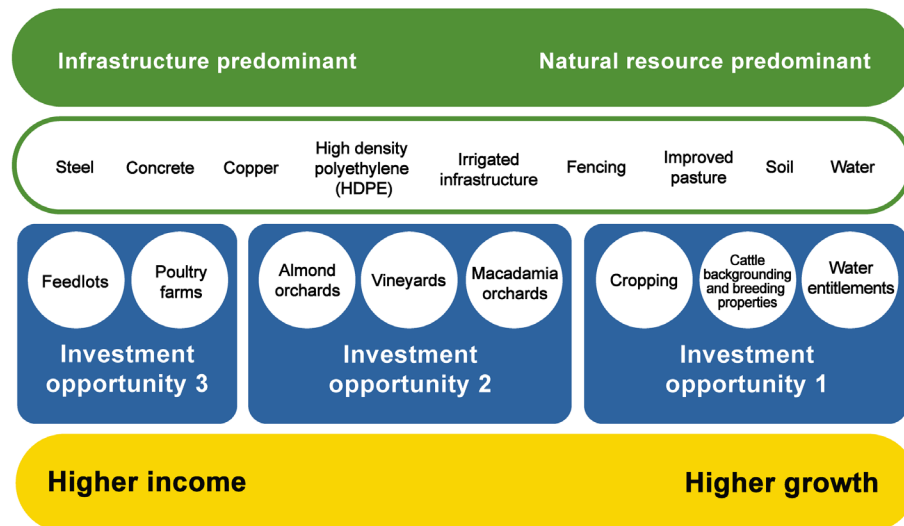 Infrastructure predominant
Natural resource predominant
Steel
Concrete
Copper
High density
polyethylene
(HDPE)
Irrigated
infrastructure
Fencing
Improved
pasture
Soil
Water
Feedlots
Poultry
farms
Investment
opportunity 3
Almond
orchards
Vineyards
Macadamia
orchards
Investment
opportunity 2
Cropping
Cattle
backgrounding
and breeding
properties
Water
entitlements
Investment
opportunity 1
Higher income
Higher growth